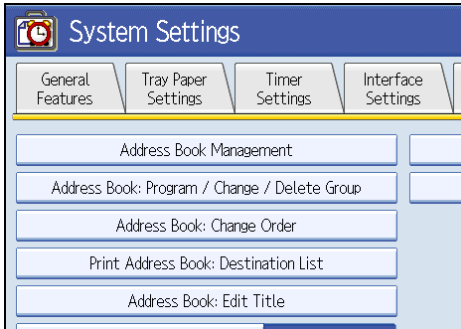 System Settings
General
Features
Tray Paper
Settings
Timer
Settings
Interface
Settings
Address Book Management
Address Book: Program / Change / Delete Group
Address Book: Change Order
Print Address Book: Destination List
Address Book: Edit Title